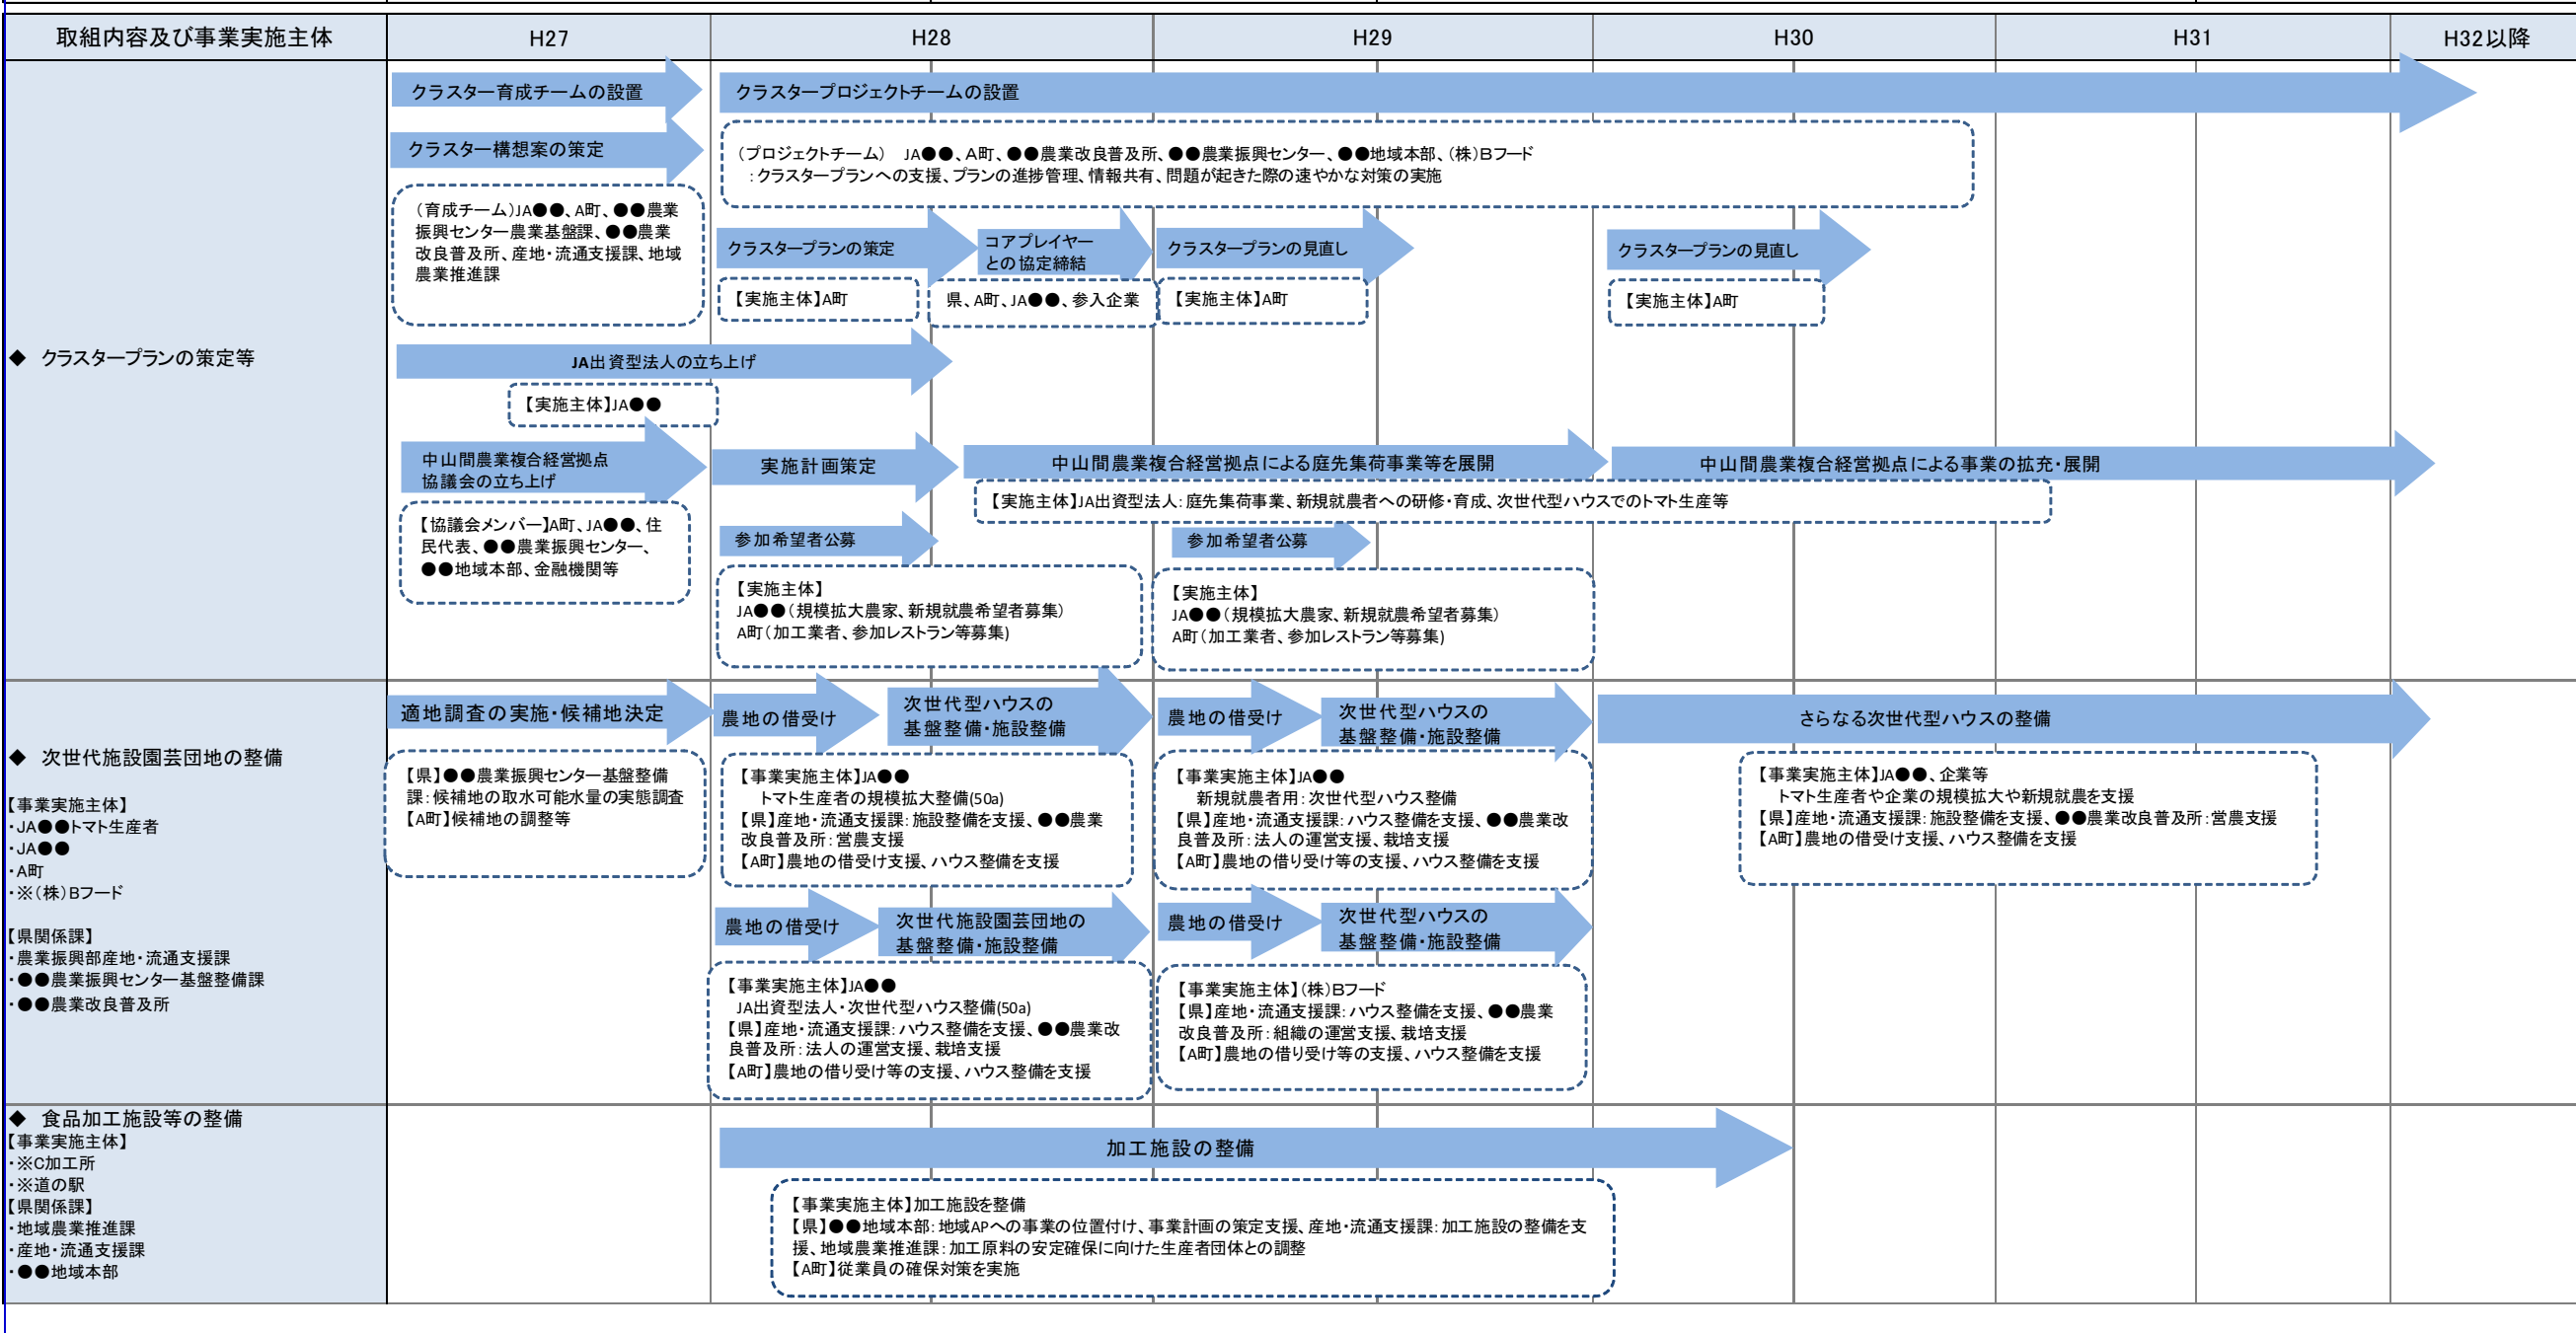 取組内容及び事業実施主体
H27
H28
H29
H30
H31
H32以降
◆ クラスタープランの策定等
クラスター育成チームの設置
クラスタープロジェクトチームの設置
クラスター構想案の策定
(プロジェクトチーム) JA●●、A町、●●農業改良普及所、●●農業振興センター、●●地域本部、(株)Bフード
:クラスタープランへの支援、プランの進捗管理、情報共有、問題が起きた際の速やかな対策の実施
(育成チーム)JA●●、A町、●●農業
振興センター農業基盤課、●●農業
改良普及所、産地・流通支援課、地域
農業推進課
クラスタープランの策定
コアプレイヤー
との協定締結
クラスタープランの見直し
クラスタープランの見直し
【実施主体】A町
県、A町、JA●●、参入企業
【実施主体】A町
【実施主体】A町
JA出資型法人の立ち上げ
【実施主体】JA●●
中山間農業複合経営拠点
協議会の立ち上げ
実施計画策定
中山間農業複合経営拠点による庭先集荷事業等を展開
中山間農業複合経営拠点による事業の拡充・展開
【実施主体】JA出資型法人:庭先集荷事業、新規就農者への研修・育成、次世代型ハウスでのトマト生産等
【協議会メンバー】A町、JA●●、住
民代表、●●農業振興センター、
●●地域本部、金融機関等
参加希望者公募
参加希望者公募
【実施主体】
JA●●(規模拡大農家、新規就農希望者募集)
A町(加工業者、参加レストラン等募集)
【実施主体】
JA●●(規模拡大農家、新規就農希望者募集)
A町(加工業者、参加レストラン等募集)
◆ 次世代施設園芸団地の整備
【事業実施主体】
・JA●●トマト生産者
・JA●●
・A町
・※(株)Bフード
【県関係課】
・農業振興部産地・流通支援課
・●●農業振興センター基盤整備課
・●●農業改良普及所
適地調査の実施・候補地決定
農地の借受け
次世代型ハウスの
基盤整備・施設整備
農地の借受け
次世代型ハウスの
基盤整備・施設整備
さらなる次世代型ハウスの整備
【県】●●農業振興センター基盤整備
課:候補地の取水可能水量の実態調査
【A町】候補地の調整等
【事業実施主体】JA●●
トマト生産者の規模拡大整備(50a)
【県】産地・流通支援課:施設整備を支援、●●農業
改良普及所:営農支援
【A町】農地の借受け支援、ハウス整備を支援
【事業実施主体】JA●●
新規就農者用:次世代型ハウス整備
【県】産地・流通支援課:ハウス整備を支援、●●農業改
良普及所:法人の運営支援、栽培支援
【A町】農地の借り受け等の支援、ハウス整備を支援
【事業実施主体】JA●●、企業等
トマト生産者や企業の規模拡大や新規就農を支援
【県】産地・流通支援課:施設整備を支援、●●農業改良普及所:営農支援
【A町】農地の借受け支援、ハウス整備を支援
農地の借受け
次世代施設園芸団地の
基盤整備・施設整備
農地の借受け
次世代型ハウスの
基盤整備・施設整備
【事業実施主体】JA●●
JA出資型法人・次世代型ハウス整備(50a)
【県】産地・流通支援課:ハウス整備を支援、●●農業改
良普及所:法人の運営支援、栽培支援
【A町】農地の借り受け等の支援、ハウス整備を支援
【事業実施主体】(株)Bフード
【県】産地・流通支援課:ハウス整備を支援、●●農業
改良普及所:組織の運営支援、栽培支援
【A町】農地の借り受け等の支援、ハウス整備を支援
◆ 食品加工施設等の整備
【事業実施主体】
・※C加工所
・※道の駅
【県関係課】
・地域農業推進課
・産地・流通支援課
・●●地域本部
加工施設の整備
【事業実施主体】加工施設を整備
【県】●●地域本部:地域APへの事業の位置付け、事業計画の策定支援、産地・流通支援課:加工施設の整備を支
援、地域農業推進課:加工原料の安定確保に向けた生産者団体との調整
【A町】従業員の確保対策を実施